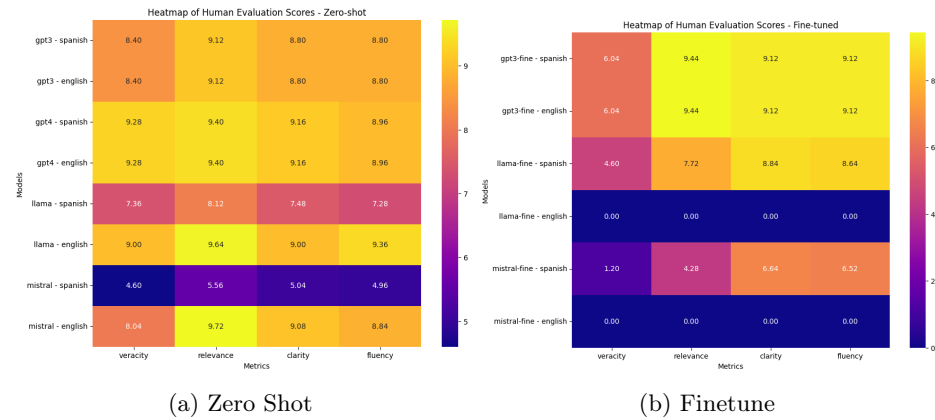 Heatmap of Human Evaluation Scores - Zero-shot
gpt3 - spanish 8.40 9.12 8.80 8.80
gpt3 - english 8.40 9.12 8.80 8.80
gpt4 - spanish 9.28 9.40 9.16 8.96
gpt4 - english 9.28 9.40 9.16 8.96
llama - spanish 7.36 8.12 7.48 7.28
llama - english 9.00 9.64 9.00 9.36
mistral - spanish 4.60 5.56 5.04 4.96
mistral - english 8.04 9.72 9.08 8.84
veracity relevance clarity fluency
Metrics
Models
9
8
7
6
5
(a) Zero Shot
Heatmap of Human Evaluation Scores - Fine-tuned
gpt3-fine - spanish 6.04 9.44 9.12 9.12
gpt3-fine - english 6.04 9.44 9.12 9.12
llama-fine - spanish 4.60 7.72 8.84 8.64
llama-fine - english 0.00 0.00 0.00 0.00
mistral-fine - spanish 1.20 4.28 6.64 6.52
mistral-fine - english 0.00 0.00 0.00 0.00
veracity relevance clarity fluency
Metrics
Models
8
6
4
2
0
(b) Finetune